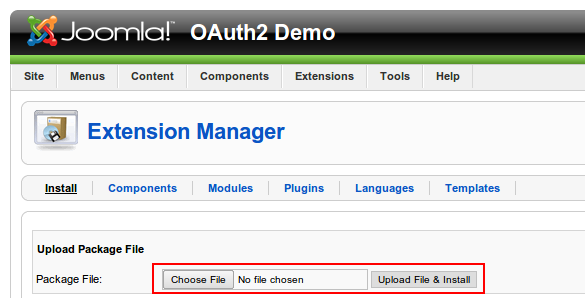 Joomla! OAuth2 Demo
Site Menus Content Components Extensions Tools Help
Extension Manager
Install Components Modules Plugins Languages Templates
Upload Package File
Package File: Choose File No file chosen Upload File & Install